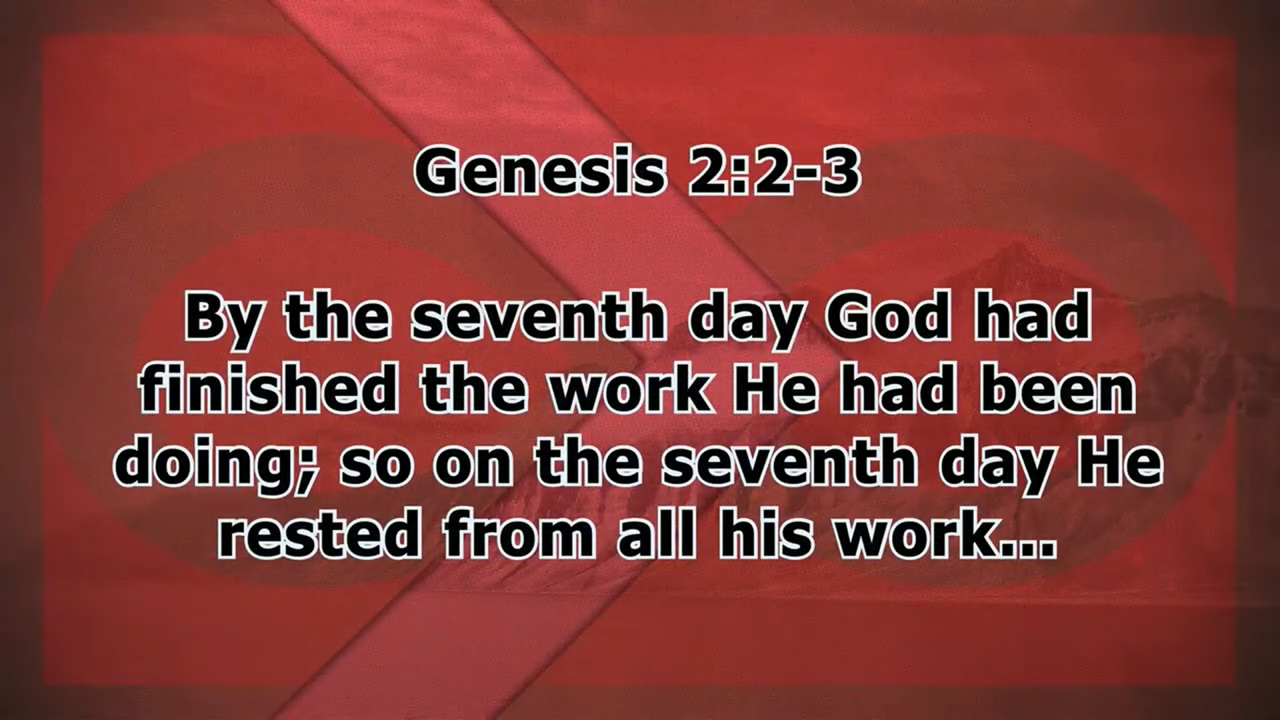 Genesis 2:2-3
By the seventh day God had
finished the work He had been
doing; so on the seventh day He
rested from all his work...